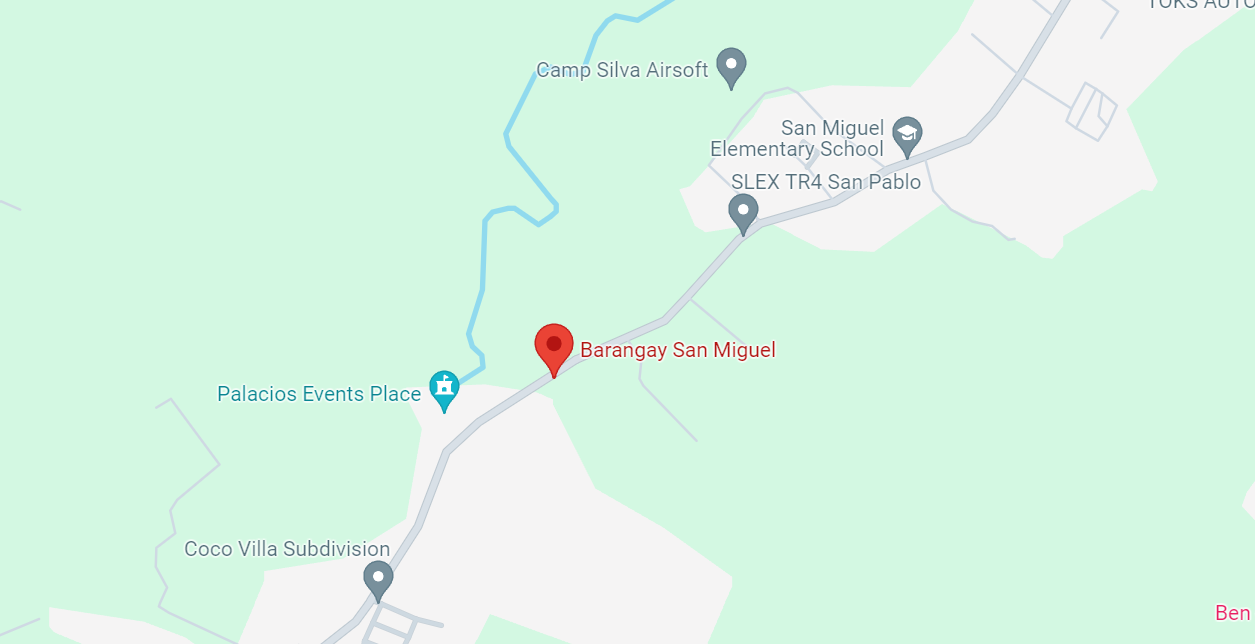 TOKS AUTO
Camp Silva Airsoft
San Miguel
Elementary School
SLEX TR4 San Pablo
Barangay San Miguel
Palacios Events Place
Coco Villa Subdivision
Ben